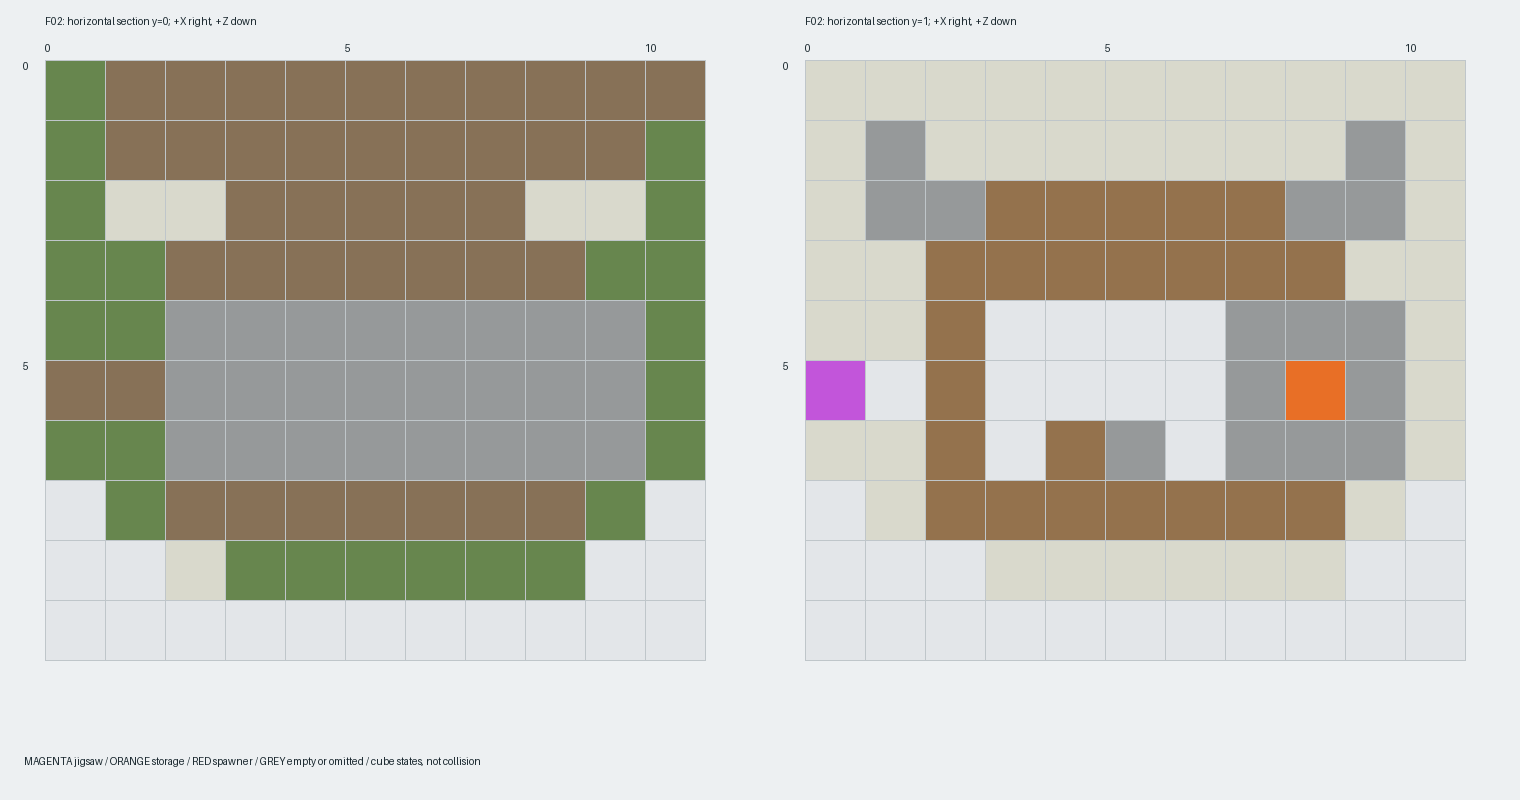 F02: horizontal section y=0; +X right, +Z down
F02: horizontal section y=1; +X right, +Z down
0 5 10
0 5 10
0
0
5
5
MAGENTA jigsaw / ORANGE storage / RED spawner / GREY empty or omitted / cube states, not collision